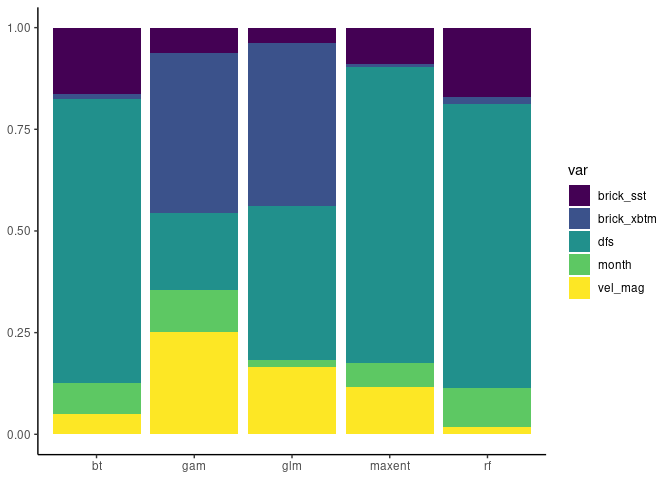 1.00
0.75
0.50
0.25
0.00
bt
gam
glm
maxent
rf
var
brick_sst
brick_xbtm
dfs
month
vel_mag